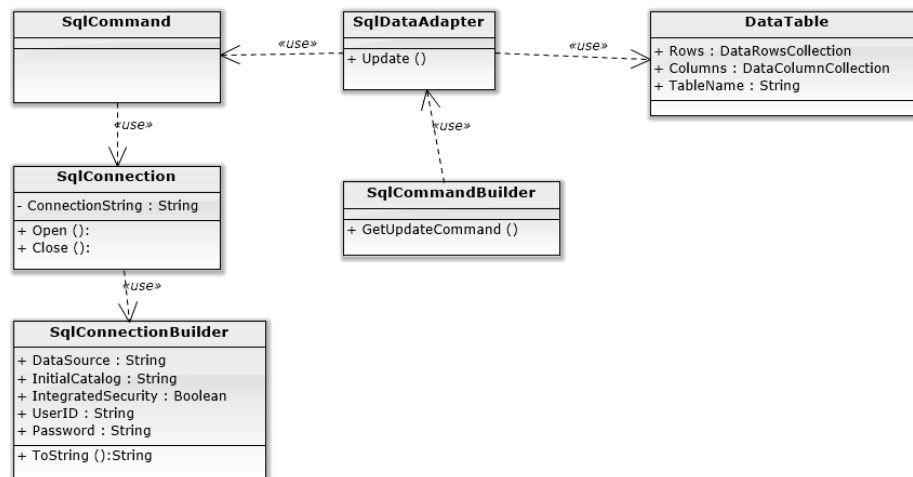 SqlCommand
SqlDataAdapter
+ Update ()
DataTable
+ Rows : DataRowsCollection
+ Columns : DataColumnCollection
+ TableName : String
«use»
«use»
«use»
«use»
SqlConnection
- ConnectionString : String
+ Open ():
+ Close ():
SqlCommandBuilder
+ GetUpdateCommand ()
«use»
SqlConnectionBuilder
+ DataSource : String
+ InitialCatalog : String
+ IntegratedSecurity : Boolean
+ UserID : String
+ Password : String
+ ToString ():String